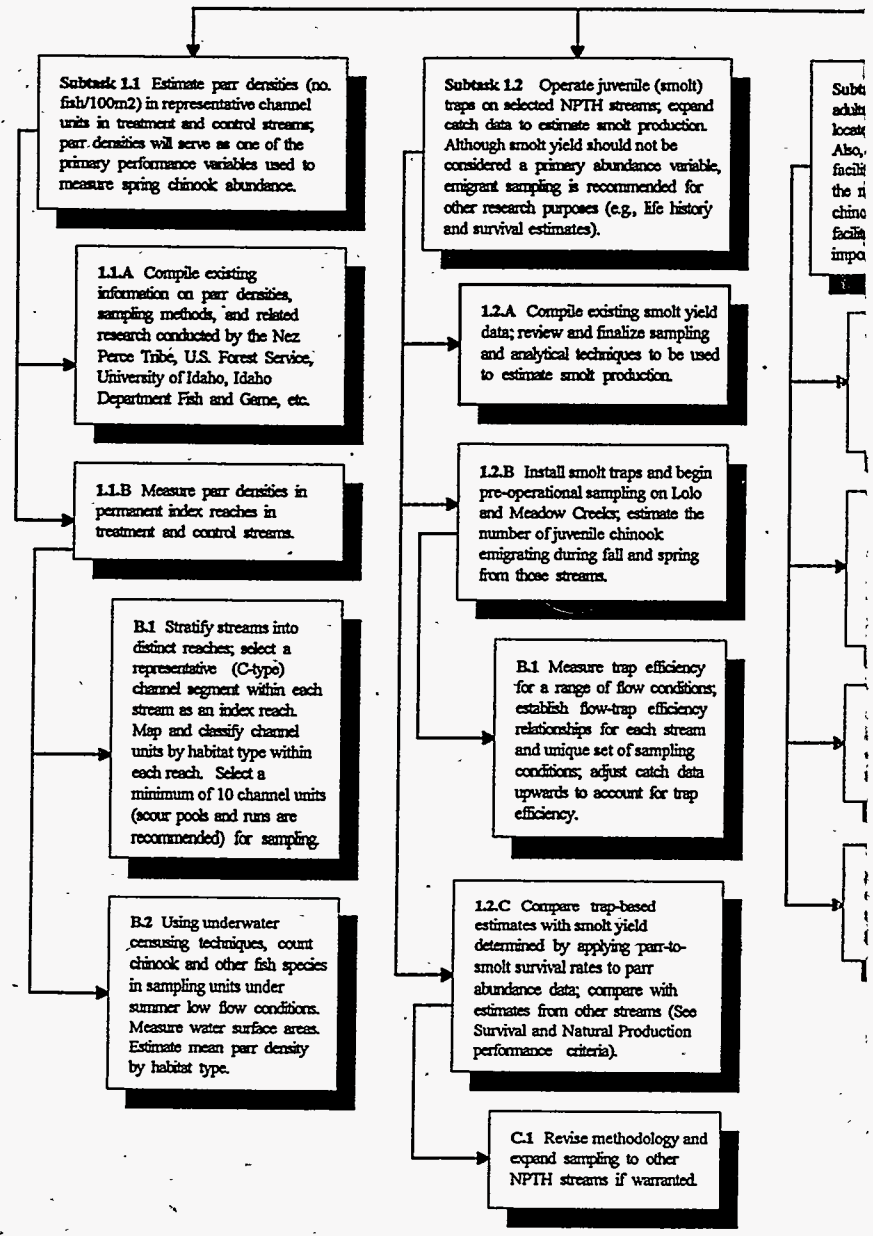 Subtask 1.1 Estimate parr densities (no.
fish/100m2) in representative channel
units in treatment and control streams;
parr densities will serve as one of the
primary performance variables used to
measure spring chinook abundance.
1.1.A Compile existing
information on parr densities,
sampling methods, and related
research conducted by the Nez
Perce Tribe, U.S. Forest Service,
University of Idaho, Idaho
Department Fish and Game, etc.
1.1.B Measure parr densities in
permanent index reaches in
treatment and control streams.
B.1 Stratify streams into
distinct reaches; select a
representative (C-type)
channel segment within each
stream as an index reach.
Map and classify channel
units by habitat type within
each reach. Select a
minimum of 10 channel units
(scour pools and runs are
recommended) for sampling.
B.2 Using underwater
censusing techniques, count
chinook and other fish species
in sampling units under
summer low flow conditions.
Measure water surface areas.
Estimate mean parr density
by habitat type.
Subtask 1.2 Operate juvenile (smolt)
traps on selected NPTH streams; expand
catch data to estimate smolt production.
Although smolt yield should not be
considered a primary abundance variable,
emigrant sampling is recommended for
other research purposes (e.g., life history
and survival estimates).
1.2.A Compile existing smolt yield
data; review and finalize sampling
and analytical techniques to be used
to estimate smolt production.
1.2.B Install smolt traps and begin
pre-operational sampling on Lolo
and Meadow Creeks; estimate the
number of juvenile chinook
emigrating during fall and spring
from those streams.
B.1 Measure trap efficiency
for a range of flow conditions;
establish flow-trap efficiency
relationships for each stream
and unique set of sampling
conditions; adjust catch data
upwards to account for trap
efficiency.
1.2.C Compare trap-based
estimates with smolt yield
determined by applying parr-to-
smolt survival rates to parr
abundance data; compare with
estimates from other streams (See
Survival and Natural Production
performance criteria).
C.1 Revise methodology and
expand sampling to other
NPTH streams if warranted.
Subta
adult
locate
Also,
facilit
the n
chino
facilit
impo